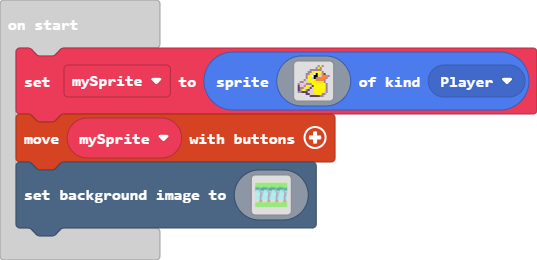 on start
set mySprite to sprite of kind Player
move mySprite with buttons
set background image to